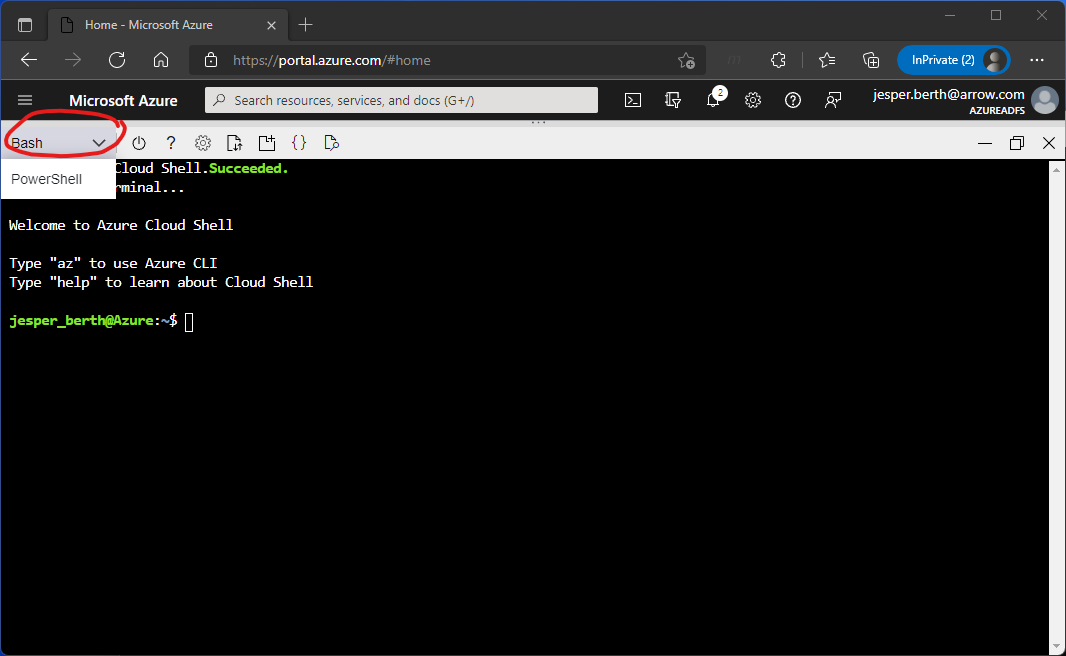 Home - Microsoft Azure
https://portal.azure.com/#home
InPrivate (2)
Microsoft Azure
Search resources, services, and docs (G+/)
2
jesper.berth@arrow.com
AZUREADFS
Bash
PowerShell
Cloud Shell.Succeeded.
rminal...
Welcome to Azure Cloud Shell
Type "az" to use Azure CLI
Type "help" to learn about Cloud Shell
jesper_berth@Azure:~$